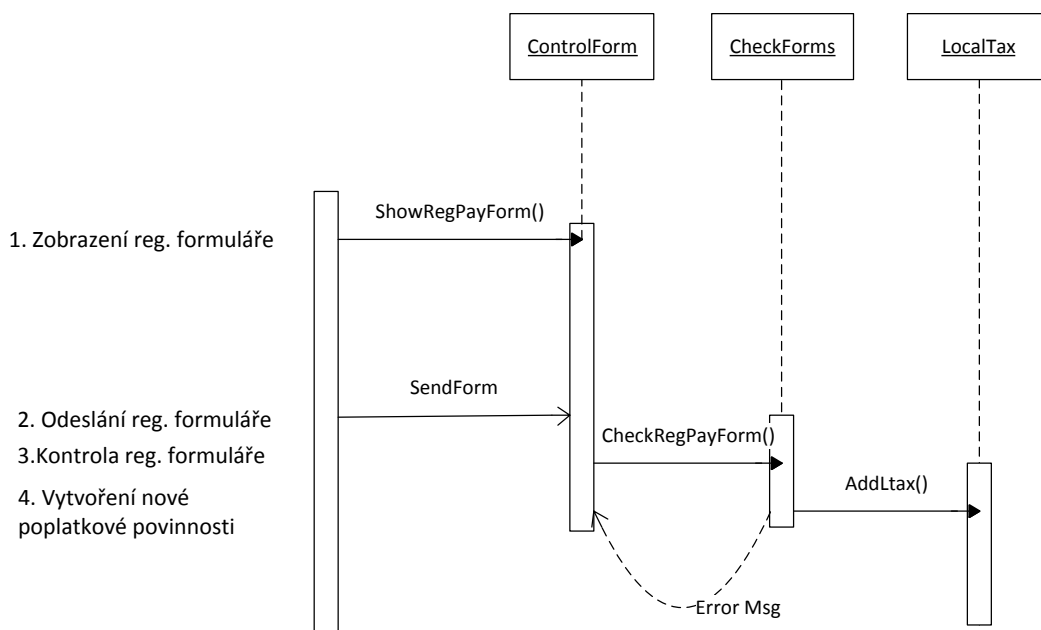 ControlForm
CheckForms
LocalTax
ShowRegPayForm()
1. Zobrazení reg. formuláře
SendForm
2. Odeslání reg. formuláře
CheckRegPayForm()
3.Kontrola reg. formuláře
AddLtax()
4. Vytvoření nové
poplatkové povinnosti
Error Msg